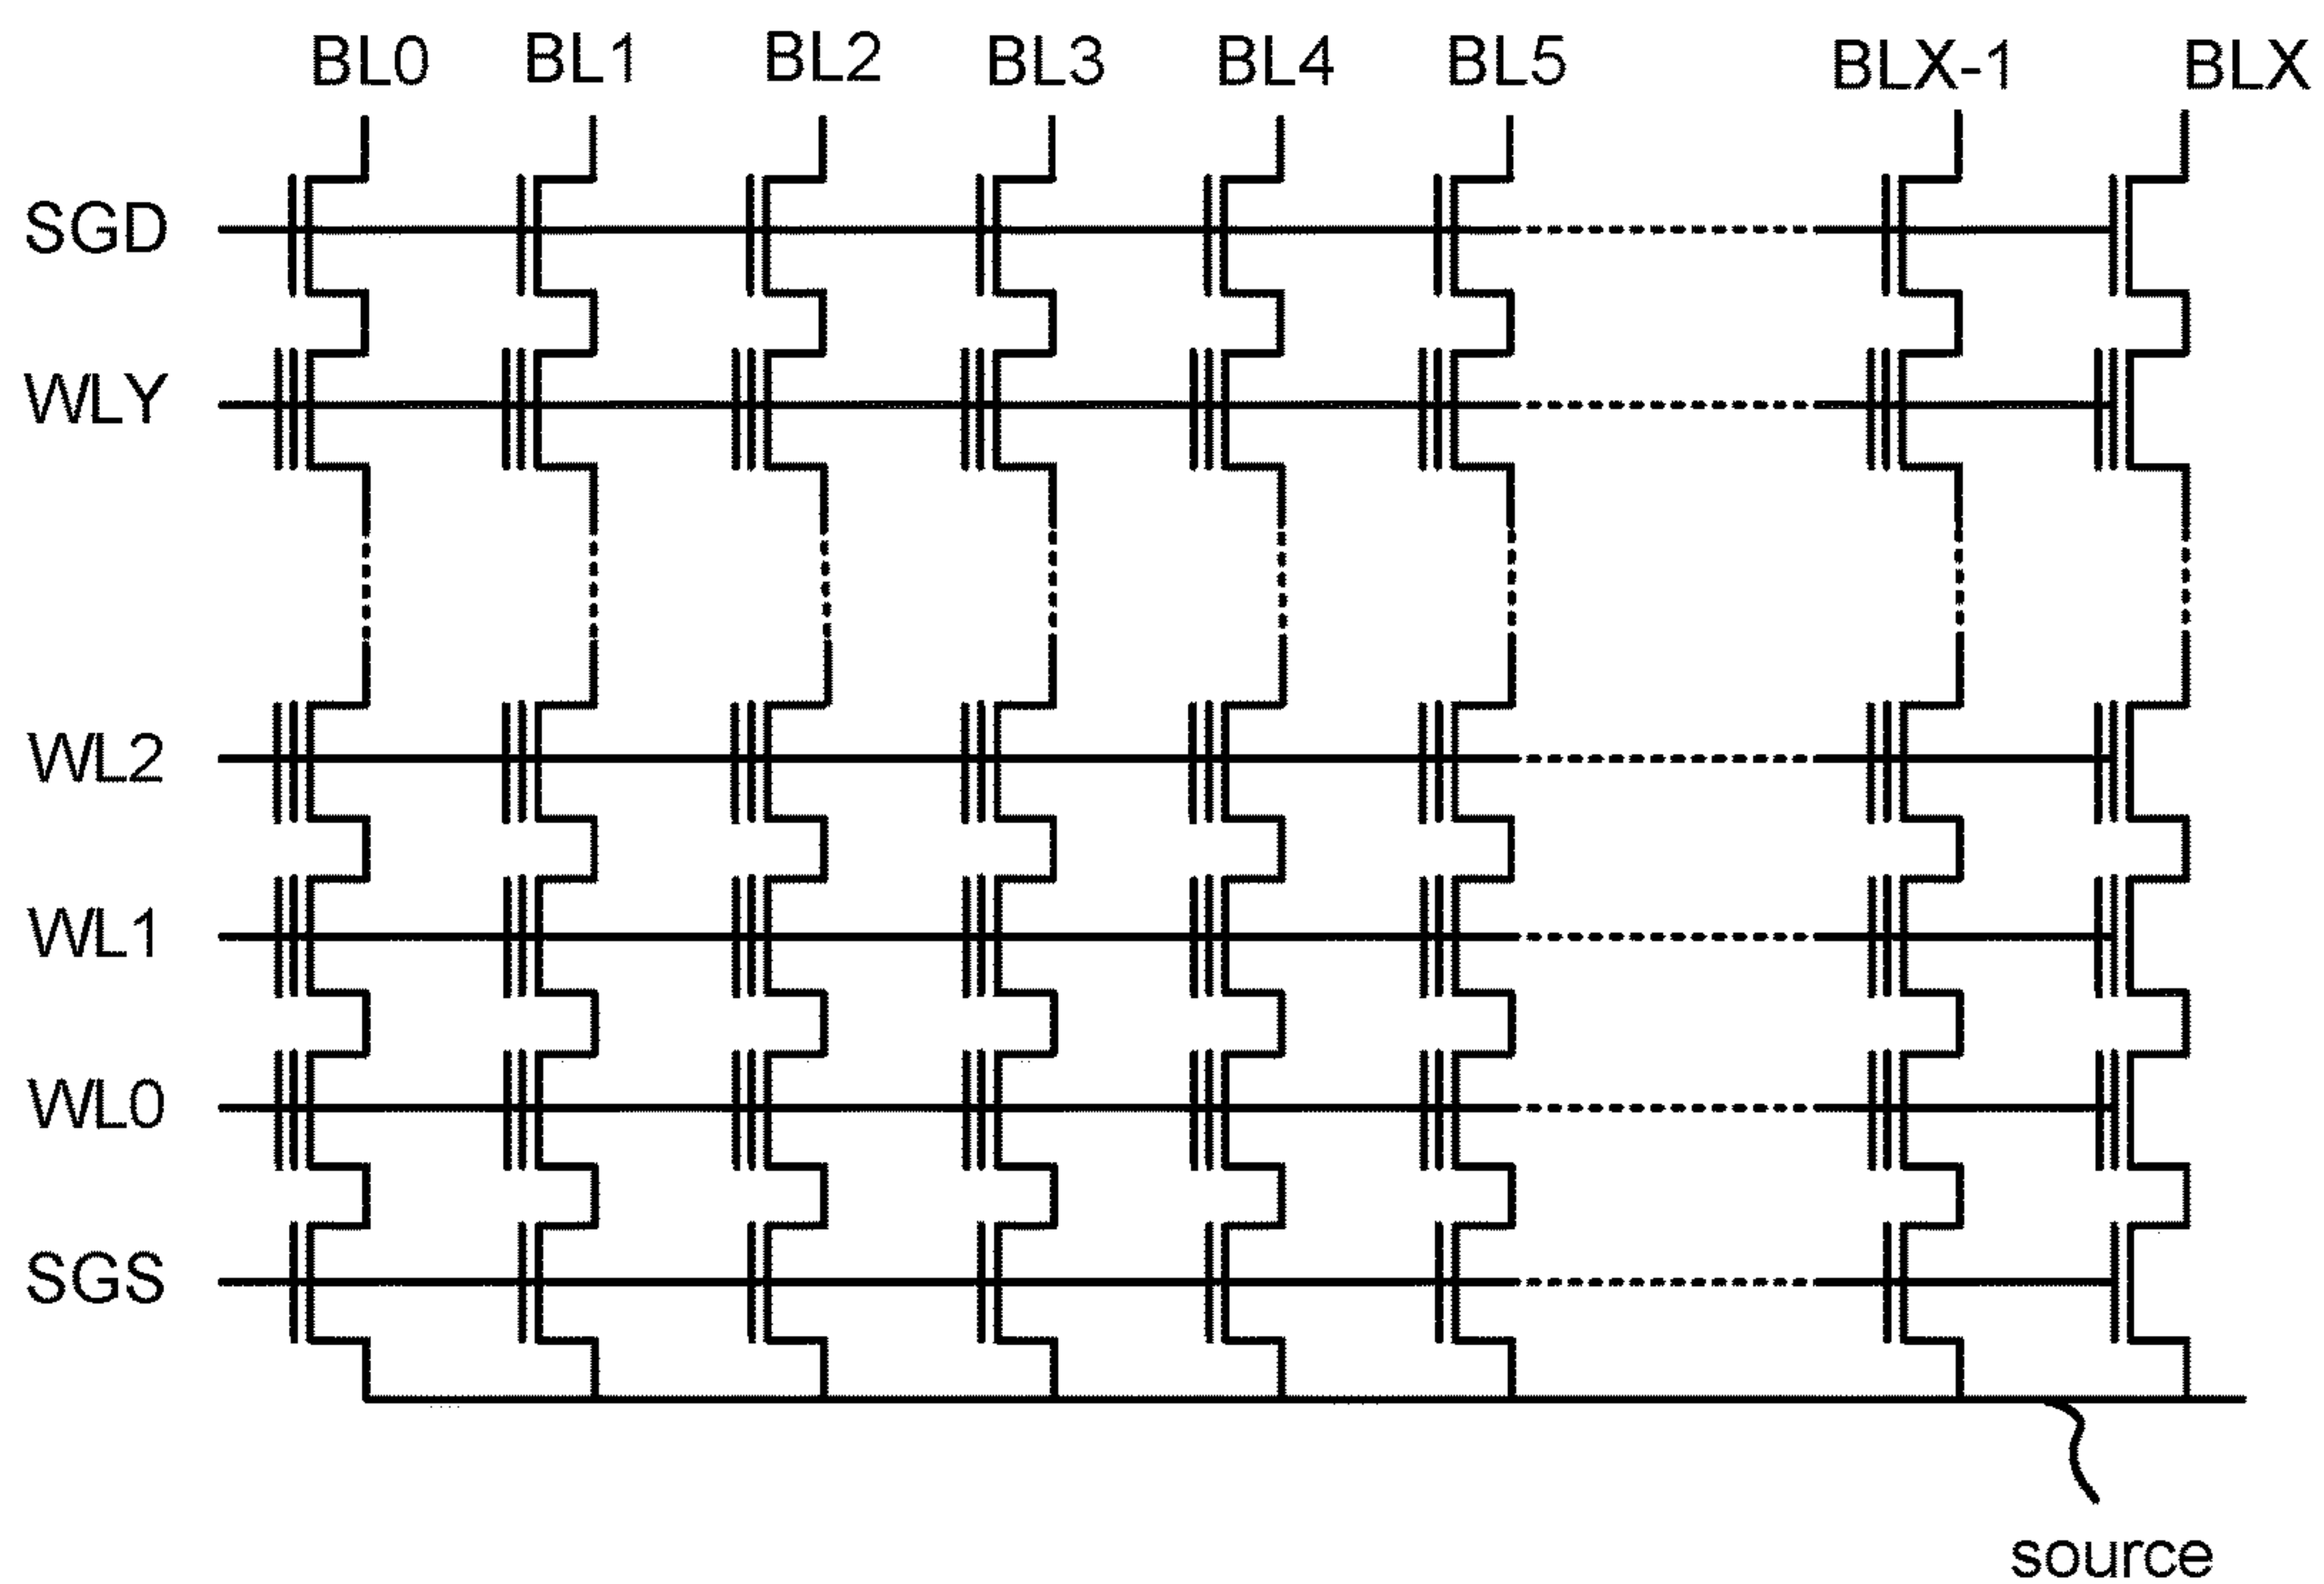 BL0 BL1 BL2 BL3 BL4 BL5 BLX-1 BLX
SGD
WLY
WL2
WL1
WL0
SGS
source